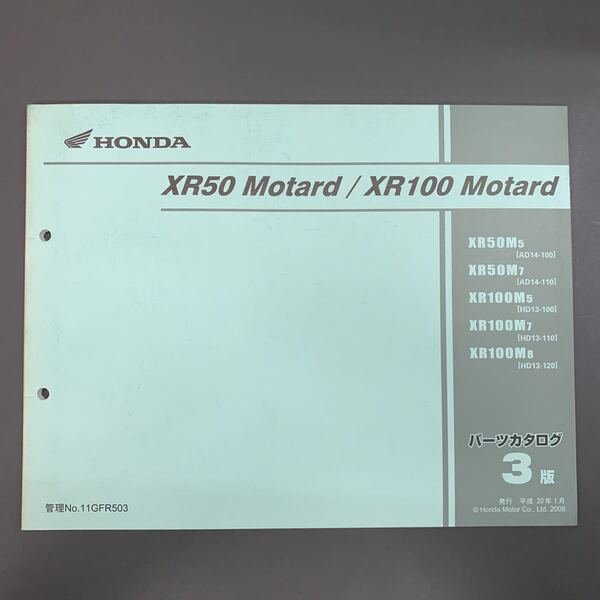 HONDA
XR50 Motard / XR100 Motard
XR50M5
[AD14-100]
XR50M7
[AD14-110]
XR100M5
[HD13-100]
XR100M7
[HD13-110]
XR100M8
[HD13-120]
パーツカタログ
3版
管理No.11GFR503
発行 平成 20年1月
© Honda Motor Co., Ltd. 2008